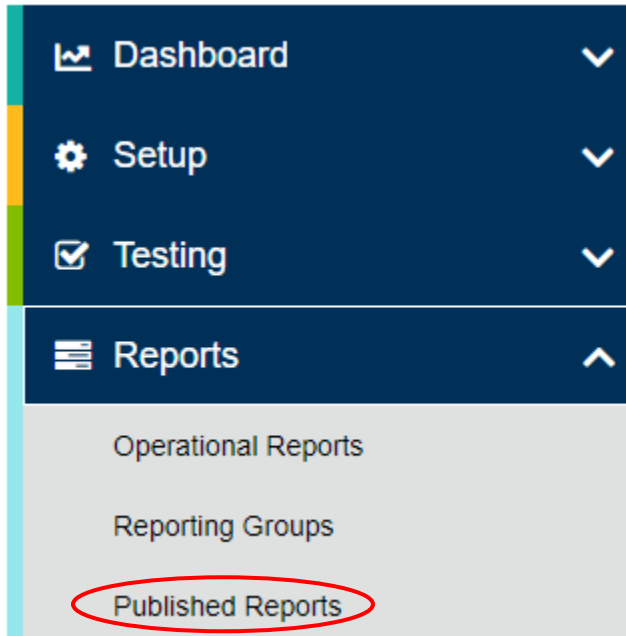 Dashboard
Setup
Testing
Reports
Operational Reports
Reporting Groups
Published Reports